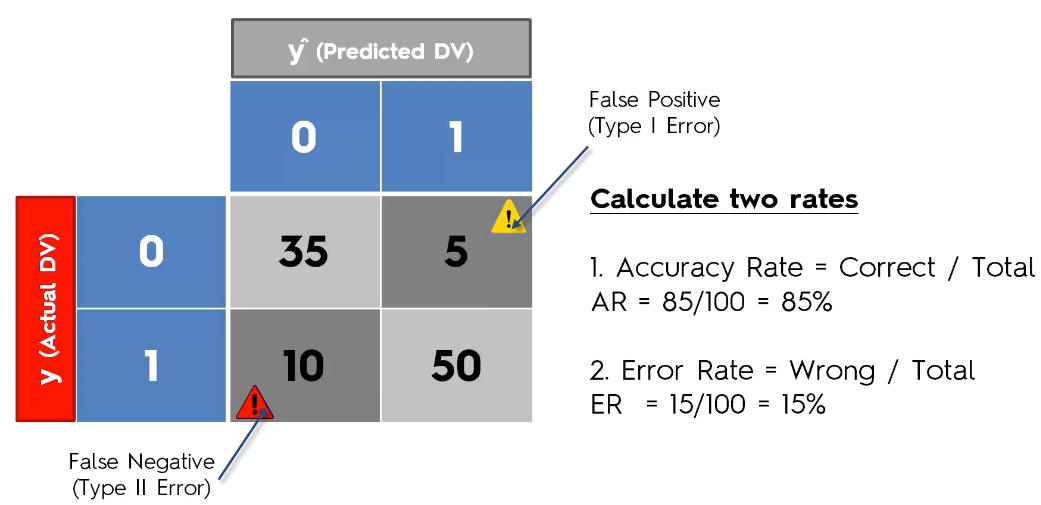 yˆ (Predicted DV)
0 1
False Positive
(Type I Error)
y (Actual DV)
0 35 5
1 10 50
False Negative
(Type II Error)
Calculate two rates
1. Accuracy Rate = Correct / Total
AR = 85/100 = 85%
2. Error Rate = Wrong / Total
ER = 15/100 = 15%